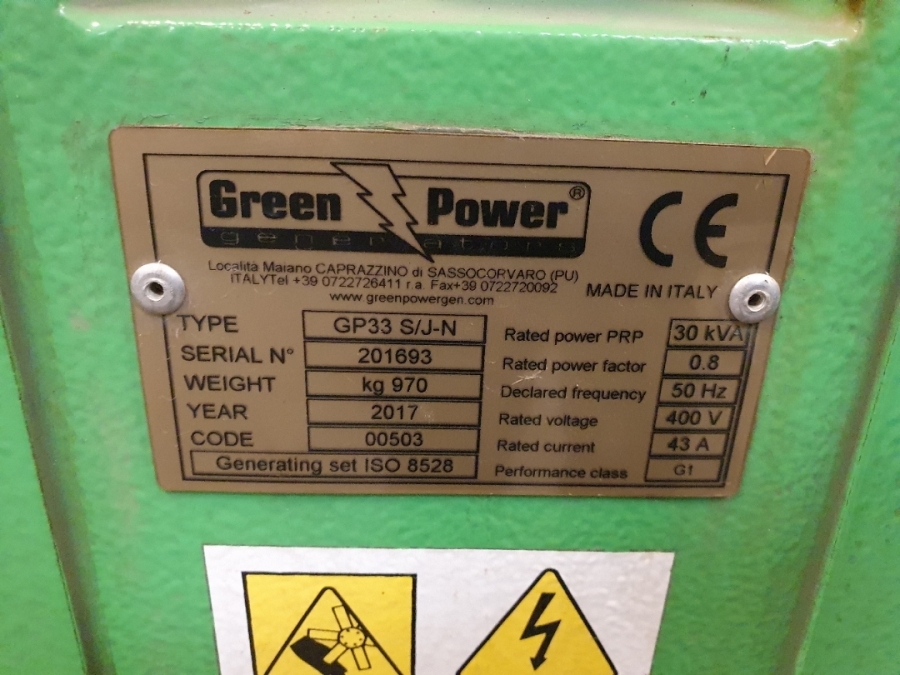 Green Power®
generators
CE
Località Maiano CAPRAZZINO di SASSOCORVARO (PU)
ITALYTel +39 0722726411 r.a. Fax+39 0722720092
www.greenpowergen.com
MADE IN ITALY
TYPE GP33 S/J-N
SERIAL N° 201693
WEIGHT kg 970
YEAR 2017
CODE 00503
Generating set ISO 8528
Rated power PRP 30 kVA
Rated power factor 0.8
Declared frequency 50 Hz
Rated voltage 400 V
Rated current 43 A
Performance class G1